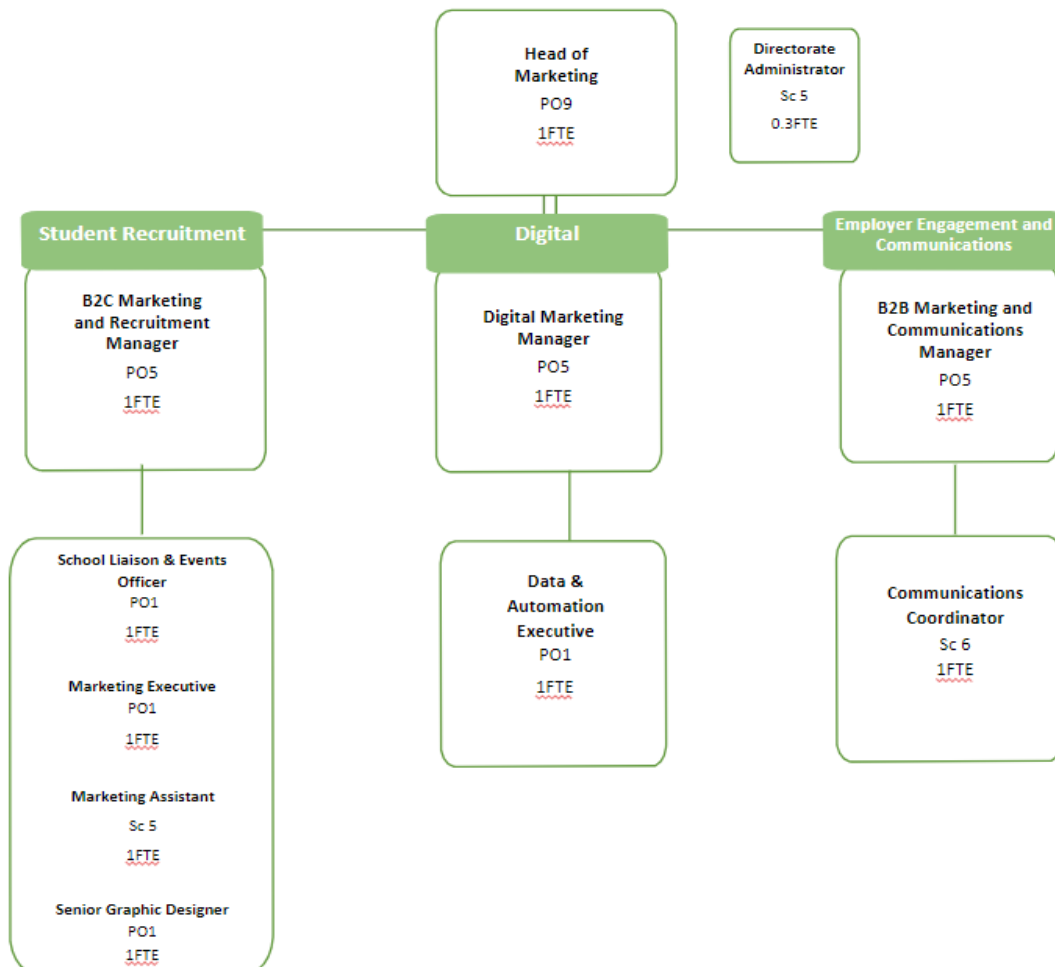 Head of
Marketing
PO9
1FTE
Directorate
Administrator
Sc 5
0.3FTE
Student Recruitment
Digital
Employer Engagement and
Communications
B2C Marketing
and Recruitment
Manager
PO5
1FTE
Digital Marketing
Manager
PO5
1FTE
B2B Marketing and
Communications
Manager
PO5
1FTE
School Liaison & Events
Officer
PO1
1FTE
Marketing Executive
PO1
1FTE
Marketing Assistant
Sc 5
1FTE
Senior Graphic Designer
PO1
1FTE
Data &
Automation
Executive
PO1
1FTE
Communications
Coordinator
Sc 6
1FTE